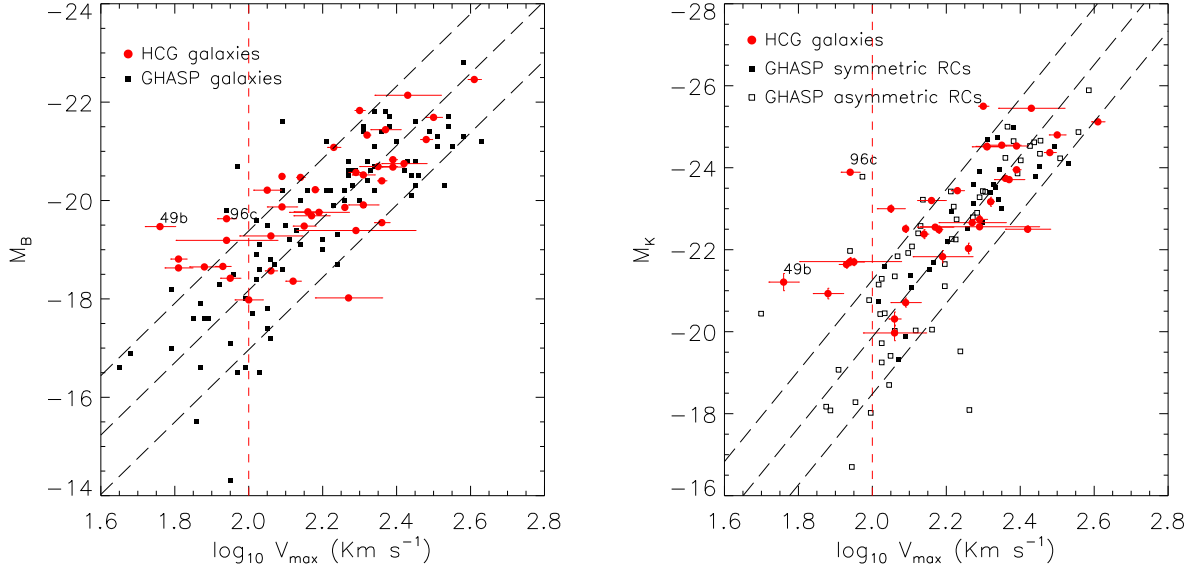 −24
−22
−20
−18
−16
−14
M_B
HCG galaxies
GHASP galaxies
49b
96c
1.6 1.8 2.0 2.2 2.4 2.6 2.8
log₁₀ V_max (Km s⁻¹)
−28
−26
−24
−22
−20
−18
−16
M_K
HCG galaxies
GHASP symmetric RCs
GHASP asymmetric RCs
96c
49b
1.6 1.8 2.0 2.2 2.4 2.6 2.8
log₁₀ V_max (Km s⁻¹)